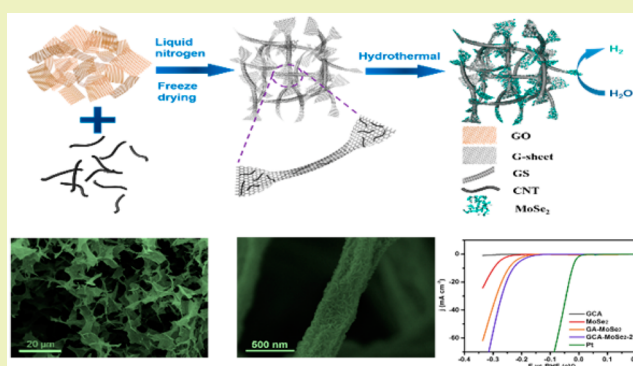 Liquid
nitrogen
Freeze
drying
Hydrothermal
H₂
H₂O
GO
G-sheet
GS
CNT
MoSe₂
20 μm
500 nm
j (mA cm⁻²)
0
-20
-40
-60
GCA
MoSe₂
GA-MoSe₂
GCA-MoSe₂-2
Pt
-0.4 -0.3 -0.2 -0.1 0.0 0.1